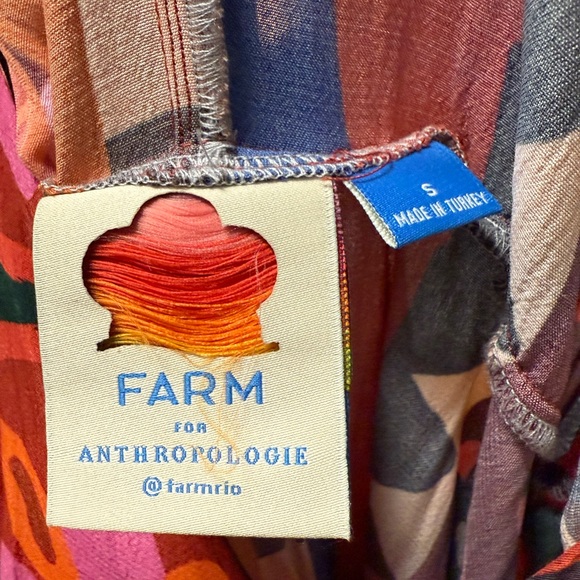 S
MADE IN TURKEY
FARM
FOR
ANTHROPOLOGIE
@farmrio